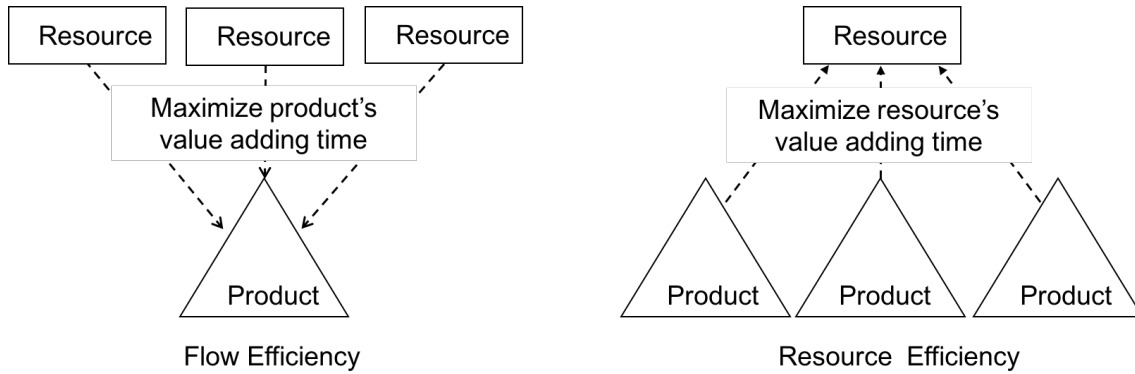 Resource
Resource
Resource
Maximize product's
value adding time
Product
Flow Efficiency
Resource
Maximize resource's
value adding time
Product
Product
Product
Resource Efficiency